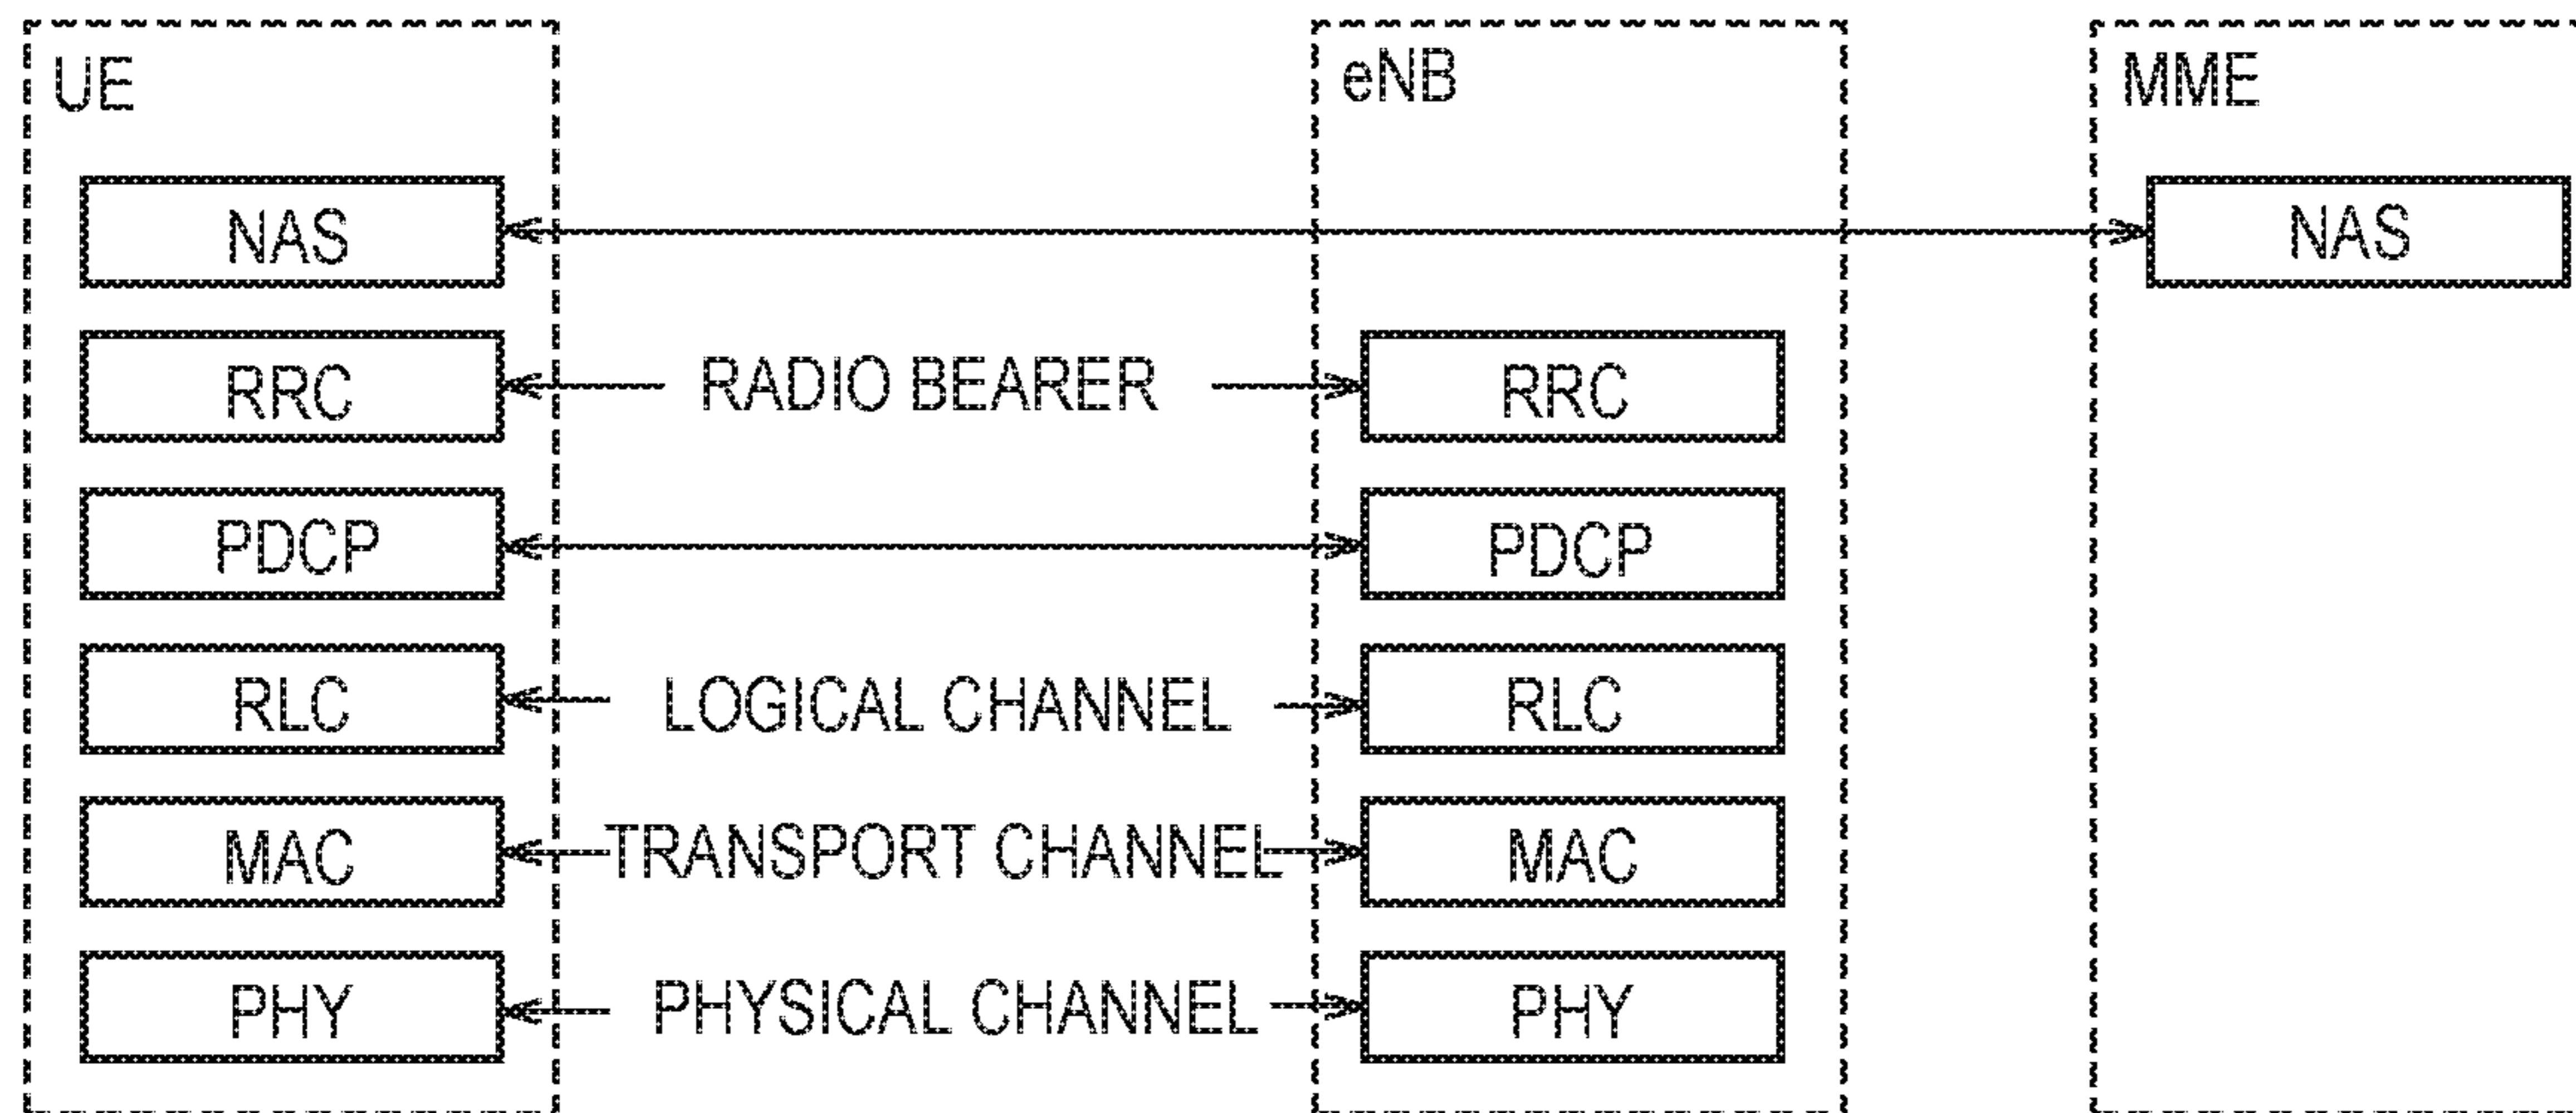 UE
eNB
MME
NAS
NAS
RRC
RADIO BEARER
RRC
PDCP
PDCP
RLC
LOGICAL CHANNEL
RLC
MAC
TRANSPORT CHANNEL
MAC
PHY
PHYSICAL CHANNEL
PHY